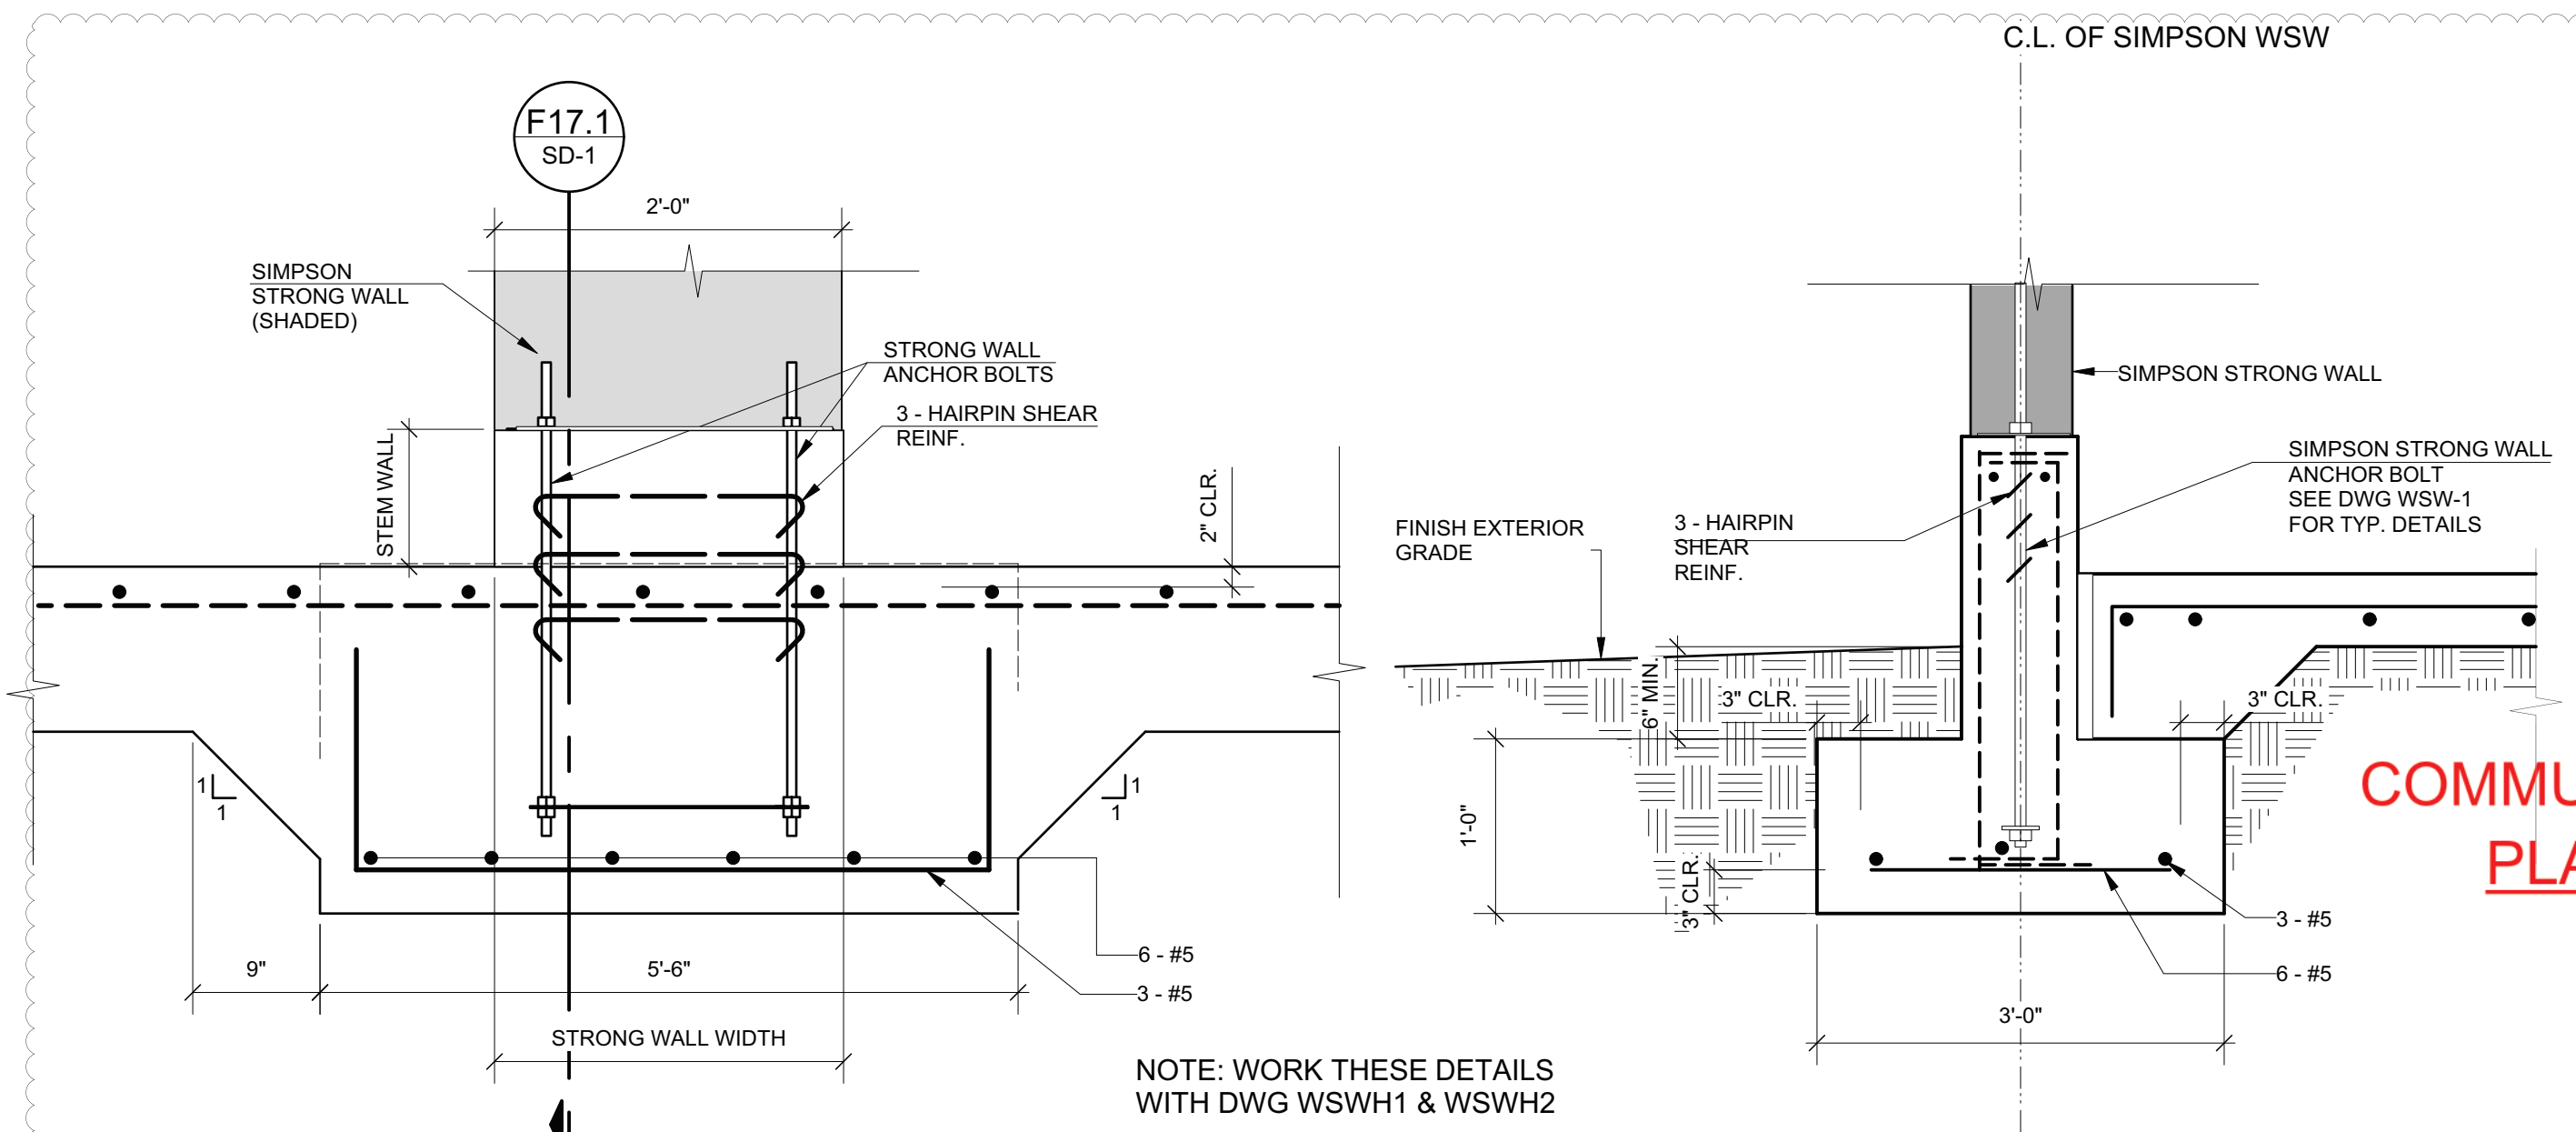 C.L. OF SIMPSON WSW
F17.1
SD-1
2'-0"
SIMPSON
STRONG WALL
(SHADED)
STRONG WALL
ANCHOR BOLTS
3 - HAIRPIN SHEAR
REINF.
STEM WALL
2" CLR.
1
1
1
1
9"
5'-6"
6 - #5
3 - #5
STRONG WALL WIDTH
SIMPSON STRONG WALL
SIMPSON STRONG WALL
ANCHOR BOLT
SEE DWG WSW-1
FOR TYP. DETAILS
FINISH EXTERIOR
GRADE
3 - HAIRPIN
SHEAR
REINF.
6" MIN.
3" CLR.
3" CLR.
1'-0"
3" CLR.
COMMU
PLA
3 - #5
6 - #5
3'-0"
NOTE: WORK THESE DETAILS
WITH DWG WSWH1 & WSWH2